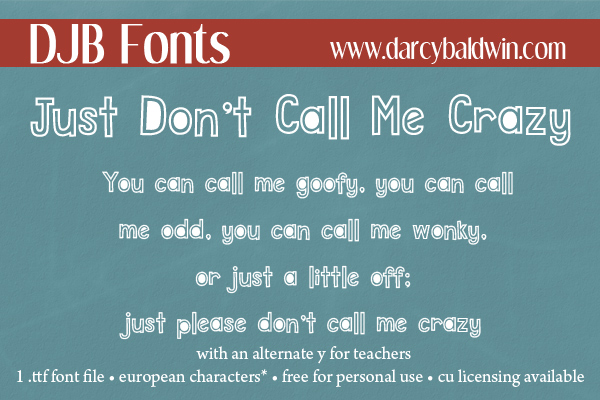 DJB Fonts
www.darcybaldwin.com
Just Don't Call Me Crazy
You can call me goofy, you can call
me odd, you can call me wonky,
or just a little off;
just please don't call me crazy
with an alternate y for teachers
1 .ttf font file • european characters* • free for personal use • cu licensing available